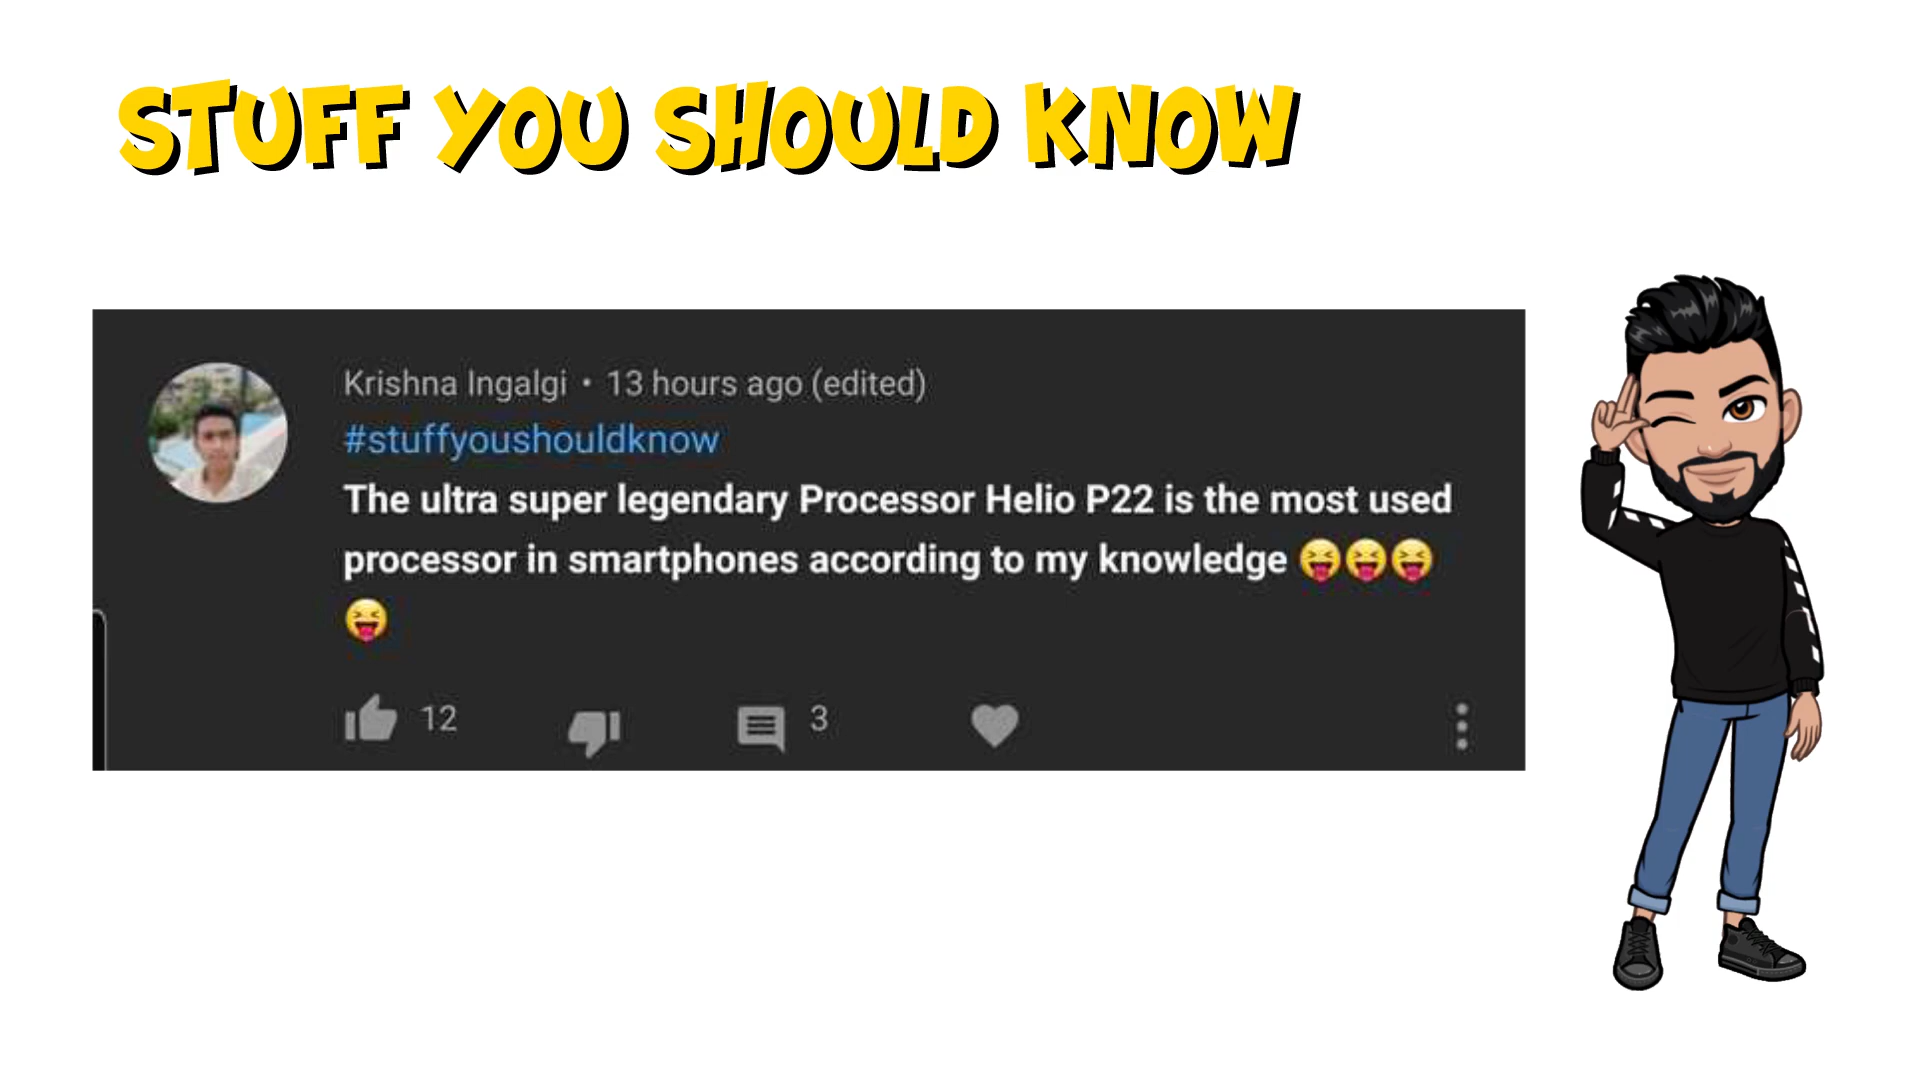 STUFF YOU SHOULD KNOW
Krishna Ingalgi • 13 hours ago (edited)
#stuffyoushouldknow
The ultra super legendary Processor Helio P22 is the most used
processor in smartphones according to my knowledge 😝😝😝
😝
12 3